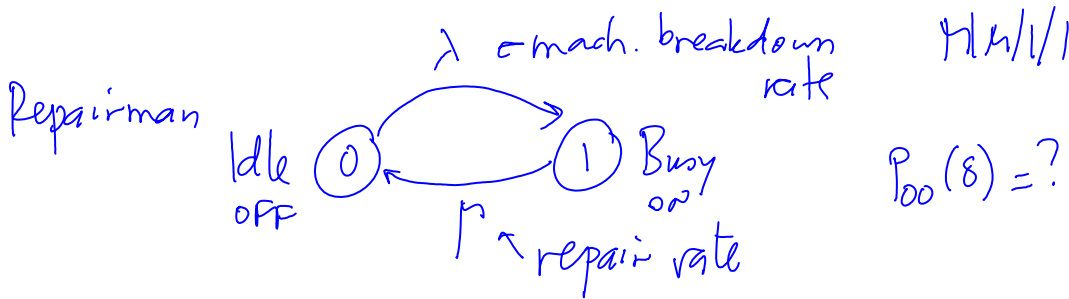 λ ← mach. breakdown rate
M/M/1/1
Repairman
Idle
OFF
0
1
Busy
ON
P₀₀(8) = ?
μ
repair rate